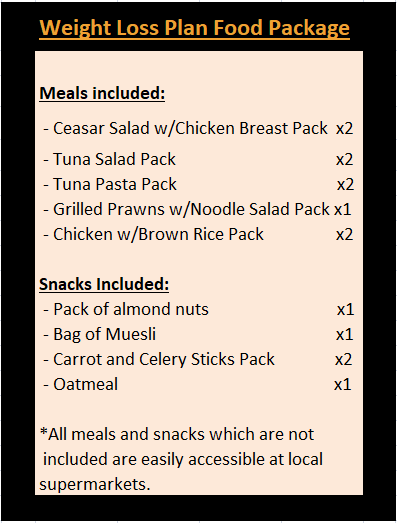 Weight Loss Plan Food Package
Meals included:
- Ceasar Salad w/Chicken Breast Pack x2
- Tuna Salad Pack x2
- Tuna Pasta Pack x2
- Grilled Prawns w/Noodle Salad Pack x1
- Chicken w/Brown Rice Pack x2
Snacks Included:
- Pack of almond nuts x1
- Bag of Muesli x1
- Carrot and Celery Sticks Pack x2
- Oatmeal x1
*All meals and snacks which are not
included are easily accessible at local
supermarkets.